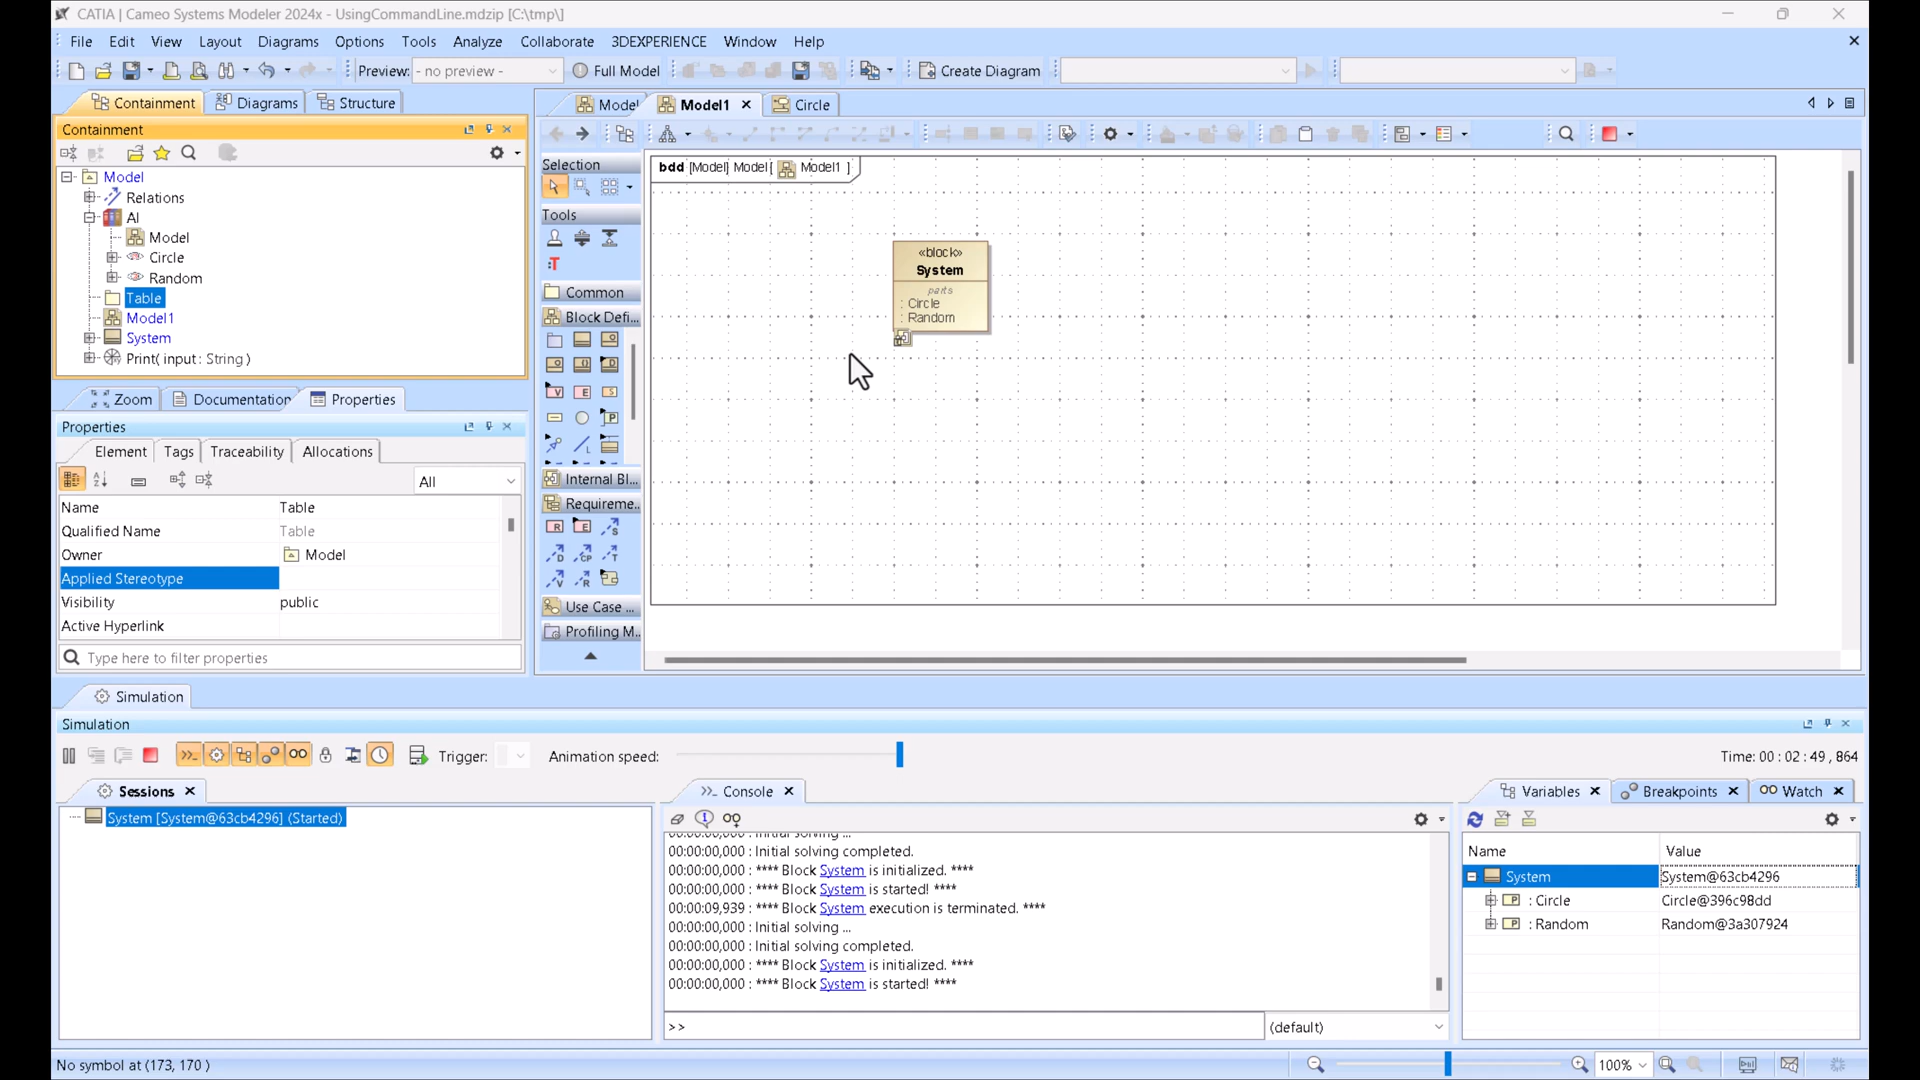 CATIA | Cameo Systems Modeler 2024x - UsingCommandLine.mdzip [C:\tmp\]
File Edit View Layout Diagrams Options Tools Analyze Collaborate 3DEXPERIENCE Window Help
Preview: - no preview - Full Model Create Diagram
Containment Diagrams Structure
Containment
Model
Relations
AI
Model
Circle
Random
Table
Model1
System
Print( input : String )
Zoom Documentation Properties
Properties
Element Tags Traceability Allocations
All
Name Table
Qualified Name Table
Owner Model
Applied Stereotype
Visibility public
Active Hyperlink
Type here to filter properties
Model Model1 Circle
Selection
Tools
Common
Block Defi...
Internal Bl...
Requireme...
Use Case ...
Profiling M...
bdd [Model] Model [ Model1 ]
«block»
System
parts
: Circle
: Random
Simulation
Simulation
Trigger: Animation speed: Time: 00 : 02 : 49 , 864
Sessions
System [System@63cb4296] (Started)
Console
00:00:00,000 : Initial solving ...
00:00:00,000 : Initial solving completed.
00:00:00,000 : **** Block System is initialized. ****
00:00:00,000 : **** Block System is started! ****
00:00:09,939 : **** Block System execution is terminated. ****
00:00:00,000 : Initial solving ...
00:00:00,000 : Initial solving completed.
00:00:00,000 : **** Block System is initialized. ****
00:00:00,000 : **** Block System is started! ****
>> (default)
Variables Breakpoints Watch
Name Value
System System@63cb4296
: Circle Circle@396c98dd
: Random Random@3a307924
No symbol at (173, 170 ) 100%